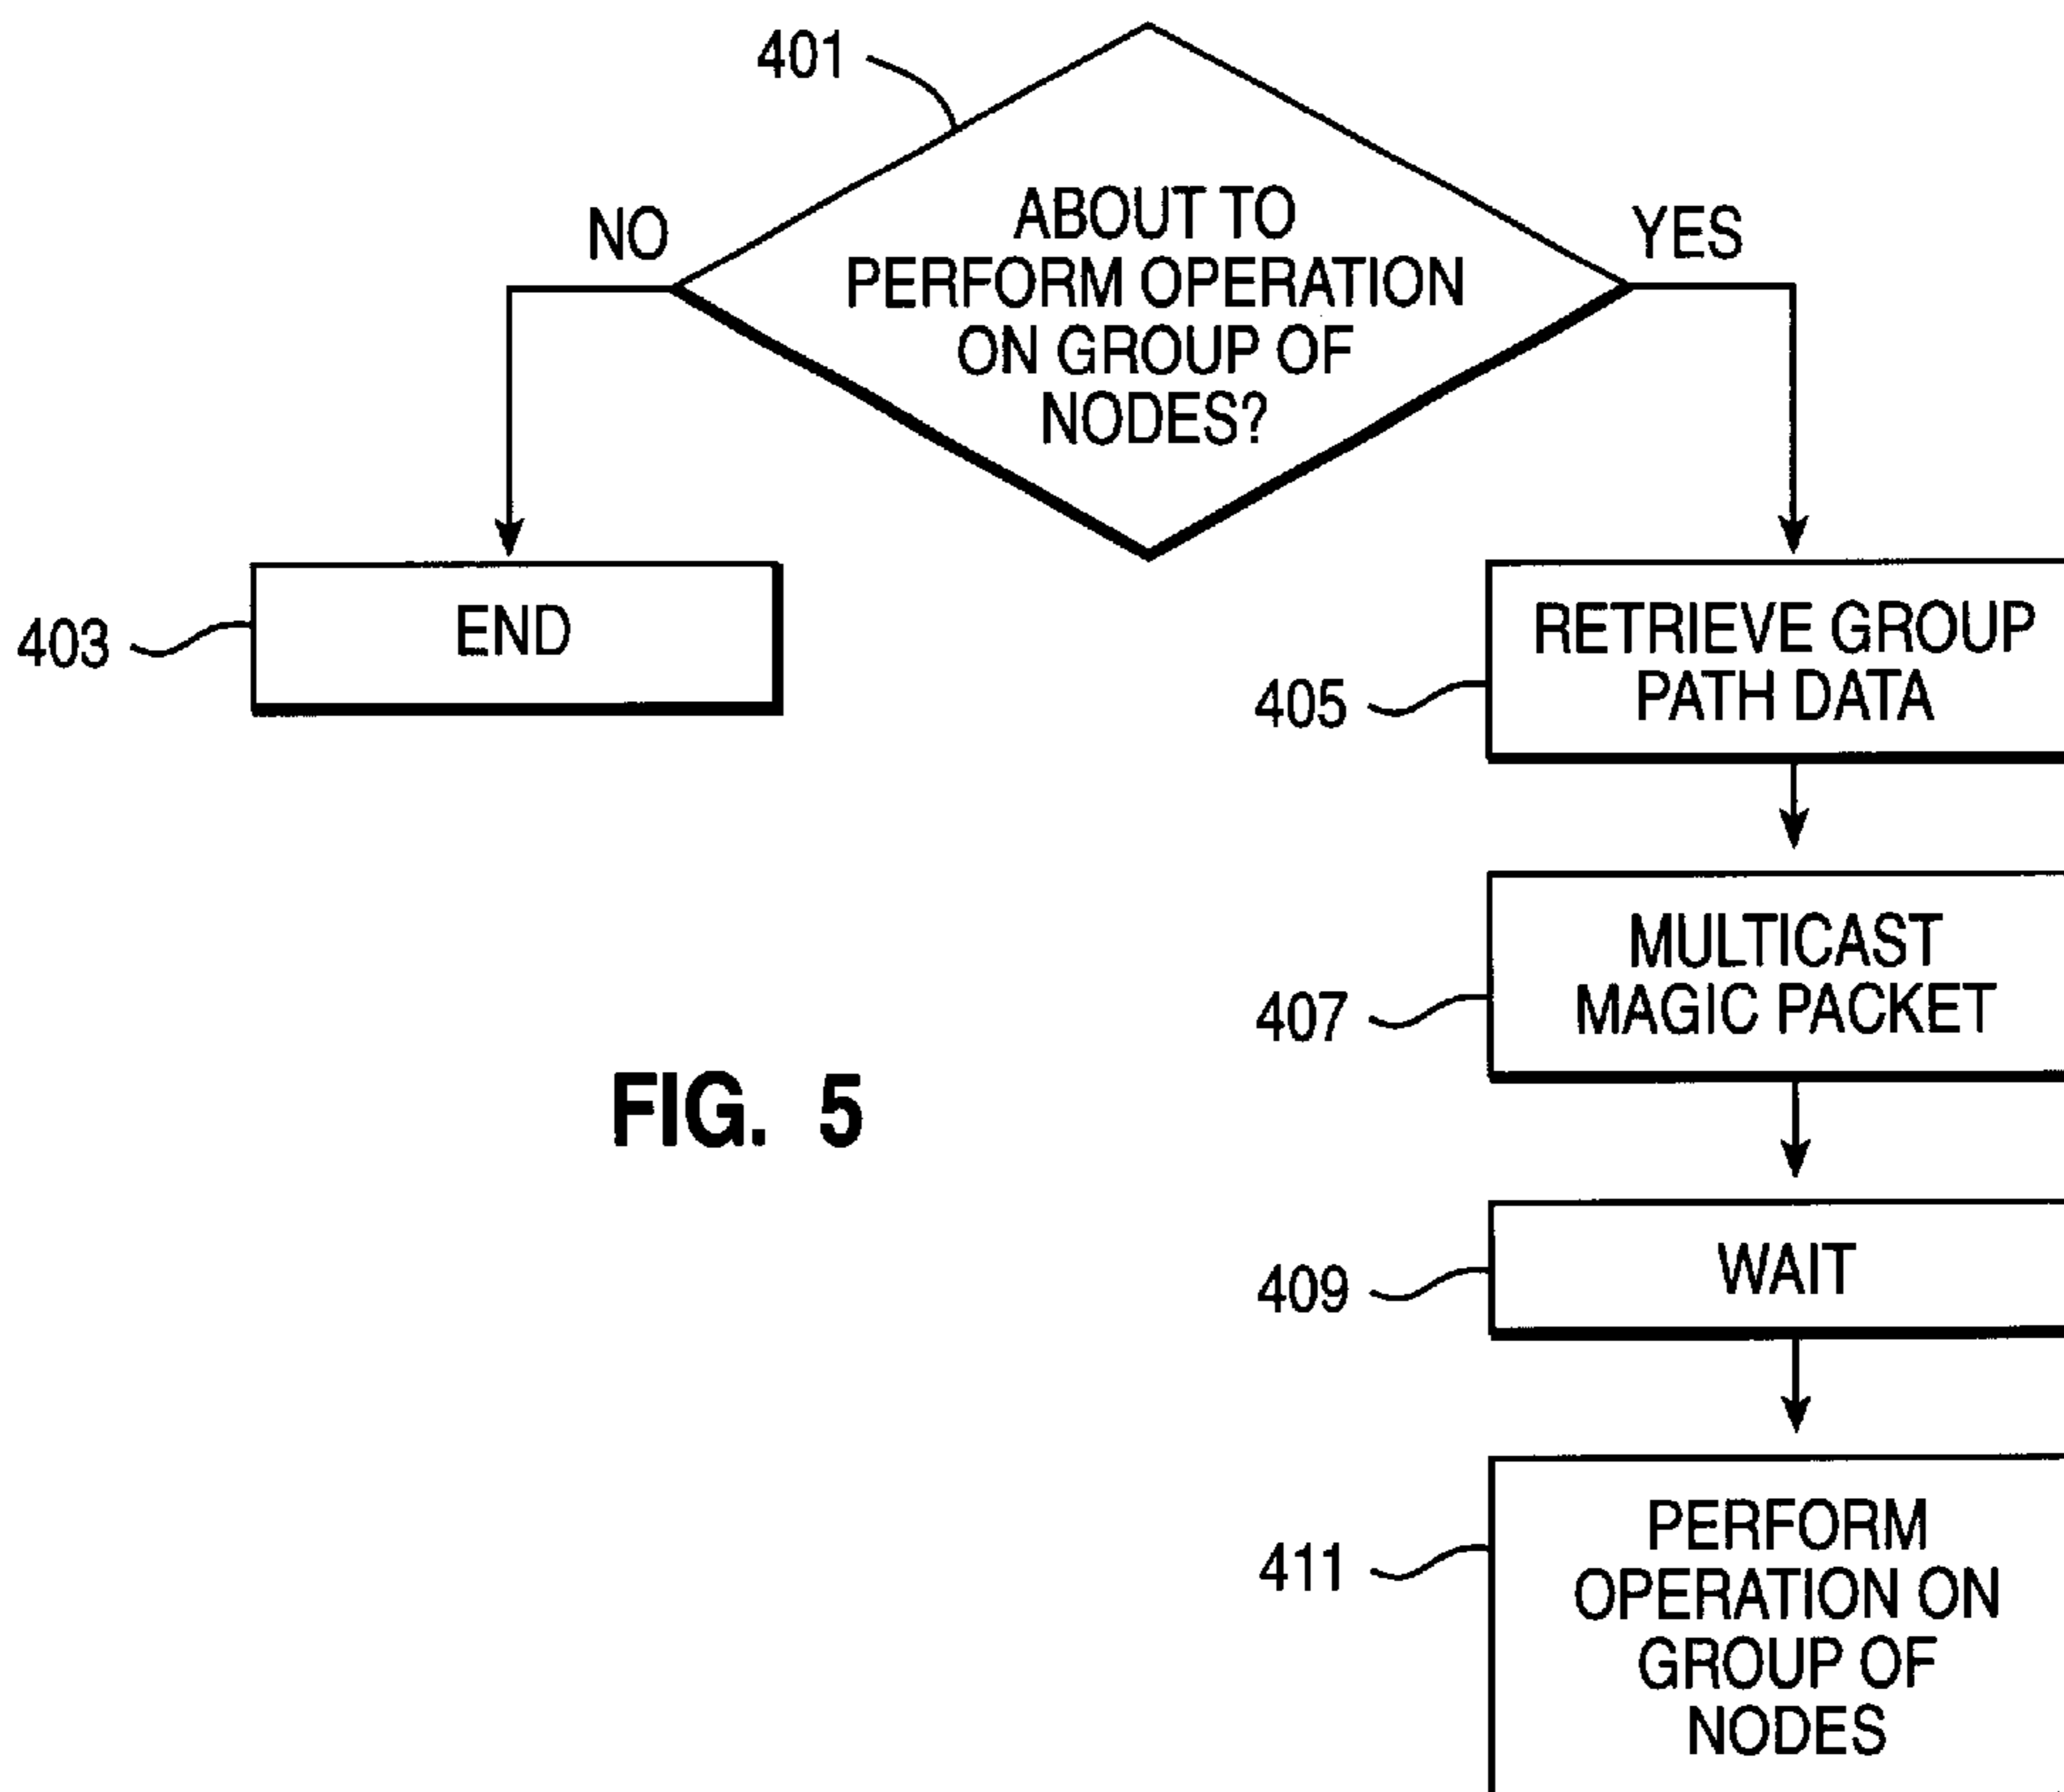 401
ABOUT TO
PERFORM OPERATION
ON GROUP OF
NODES?
NO
YES
403
END
405
RETRIEVE GROUP
PATH DATA
407
MULTICAST
MAGIC PACKET
FIG. 5
409
WAIT
411
PERFORM
OPERATION ON
GROUP OF
NODES